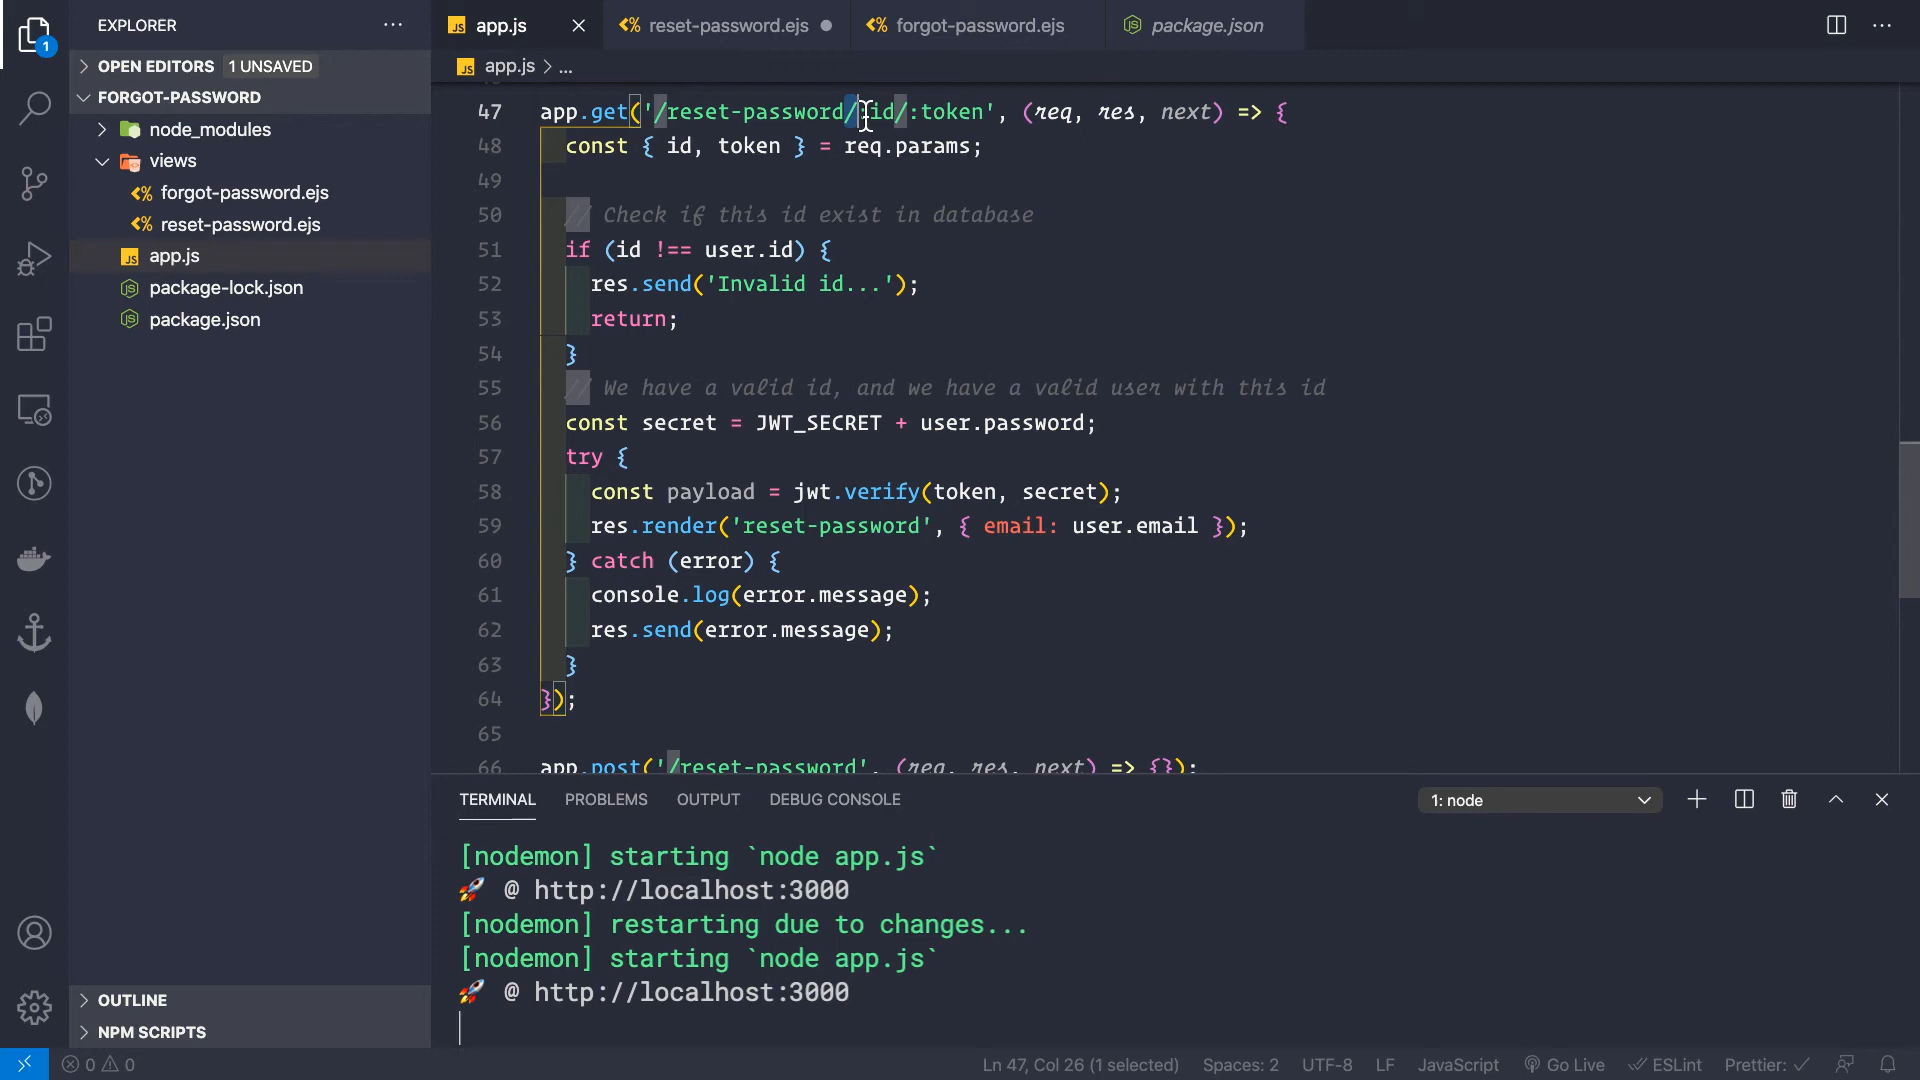 EXPLORER
app.js
reset-password.ejs
forgot-password.ejs
package.json
1
OPEN EDITORS 1 UNSAVED
app.js > ...
FORGOT-PASSWORD
node_modules
views
forgot-password.ejs
reset-password.ejs
app.js
package-lock.json
package.json
47 app.get('/reset-password/:id/:token', (req, res, next) => {
48 const { id, token } = req.params;
49
50 // Check if this id exist in database
51 if (id !== user.id) {
52 res.send('Invalid id...');
53 return;
54 }
55 // We have a valid id, and we have a valid user with this id
56 const secret = JWT_SECRET + user.password;
57 try {
58 const payload = jwt.verify(token, secret);
59 res.render('reset-password', { email: user.email });
60 } catch (error) {
61 console.log(error.message);
62 res.send(error.message);
63 }
64 });
65
66 app.post('/reset-password', (req, res, next) => {});
TERMINAL PROBLEMS OUTPUT DEBUG CONSOLE 1: node
[nodemon] starting `node app.js`
🚀 @ http://localhost:3000
[nodemon] restarting due to changes...
[nodemon] starting `node app.js`
🚀 @ http://localhost:3000
OUTLINE
NPM SCRIPTS
0 0 Ln 47, Col 26 (1 selected) Spaces: 2 UTF-8 LF JavaScript Go Live ESLint Prettier: ✓